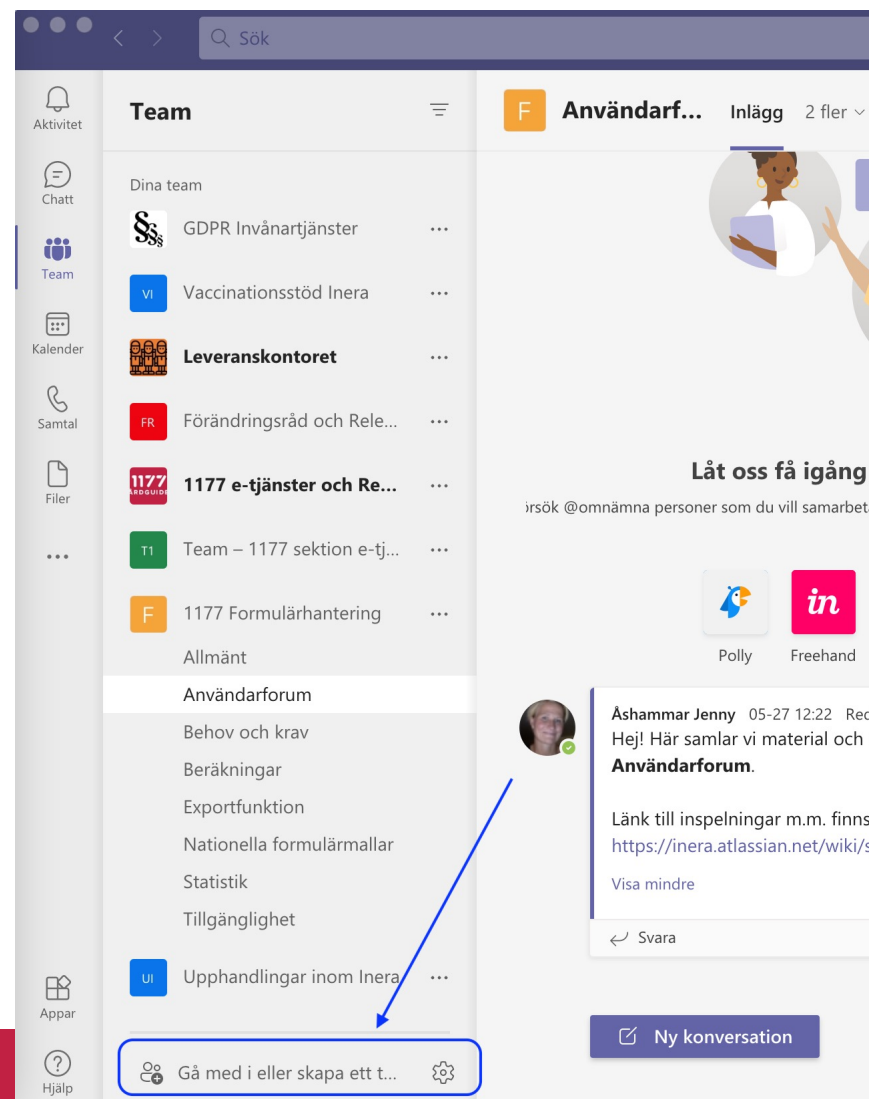 Sök
Aktivitet
Chatt
Team
Kalender
Samtal
Filer
Appar
Hjälp
Team
Dina team
GDPR Invånartjänster
VI
Vaccinationsstöd Inera
Leveranskontoret
FR
Förändringsråd och Rele...
1177
1177 e-tjänster och Re...
T1
Team – 1177 sektion e-tj...
F
1177 Formulärhantering
Allmänt
Användarforum
Behov och krav
Beräkningar
Exportfunktion
Nationella formulärmallar
Statistik
Tillgänglighet
UI
Upphandlingar inom Inera
Gå med i eller skapa ett t...
F
Användarf...
Inlägg
2 fler
Låt oss få igång
örsök @omnämna personer som du vill samarbeta
in
Polly
Freehand
Åshammar Jenny 05-27 12:22 Red
Hej! Här samlar vi material och
Användarforum.
Länk till inspelningar m.m. finns
https://inera.atlassian.net/wiki/s
Visa mindre
Svara
Ny konversation